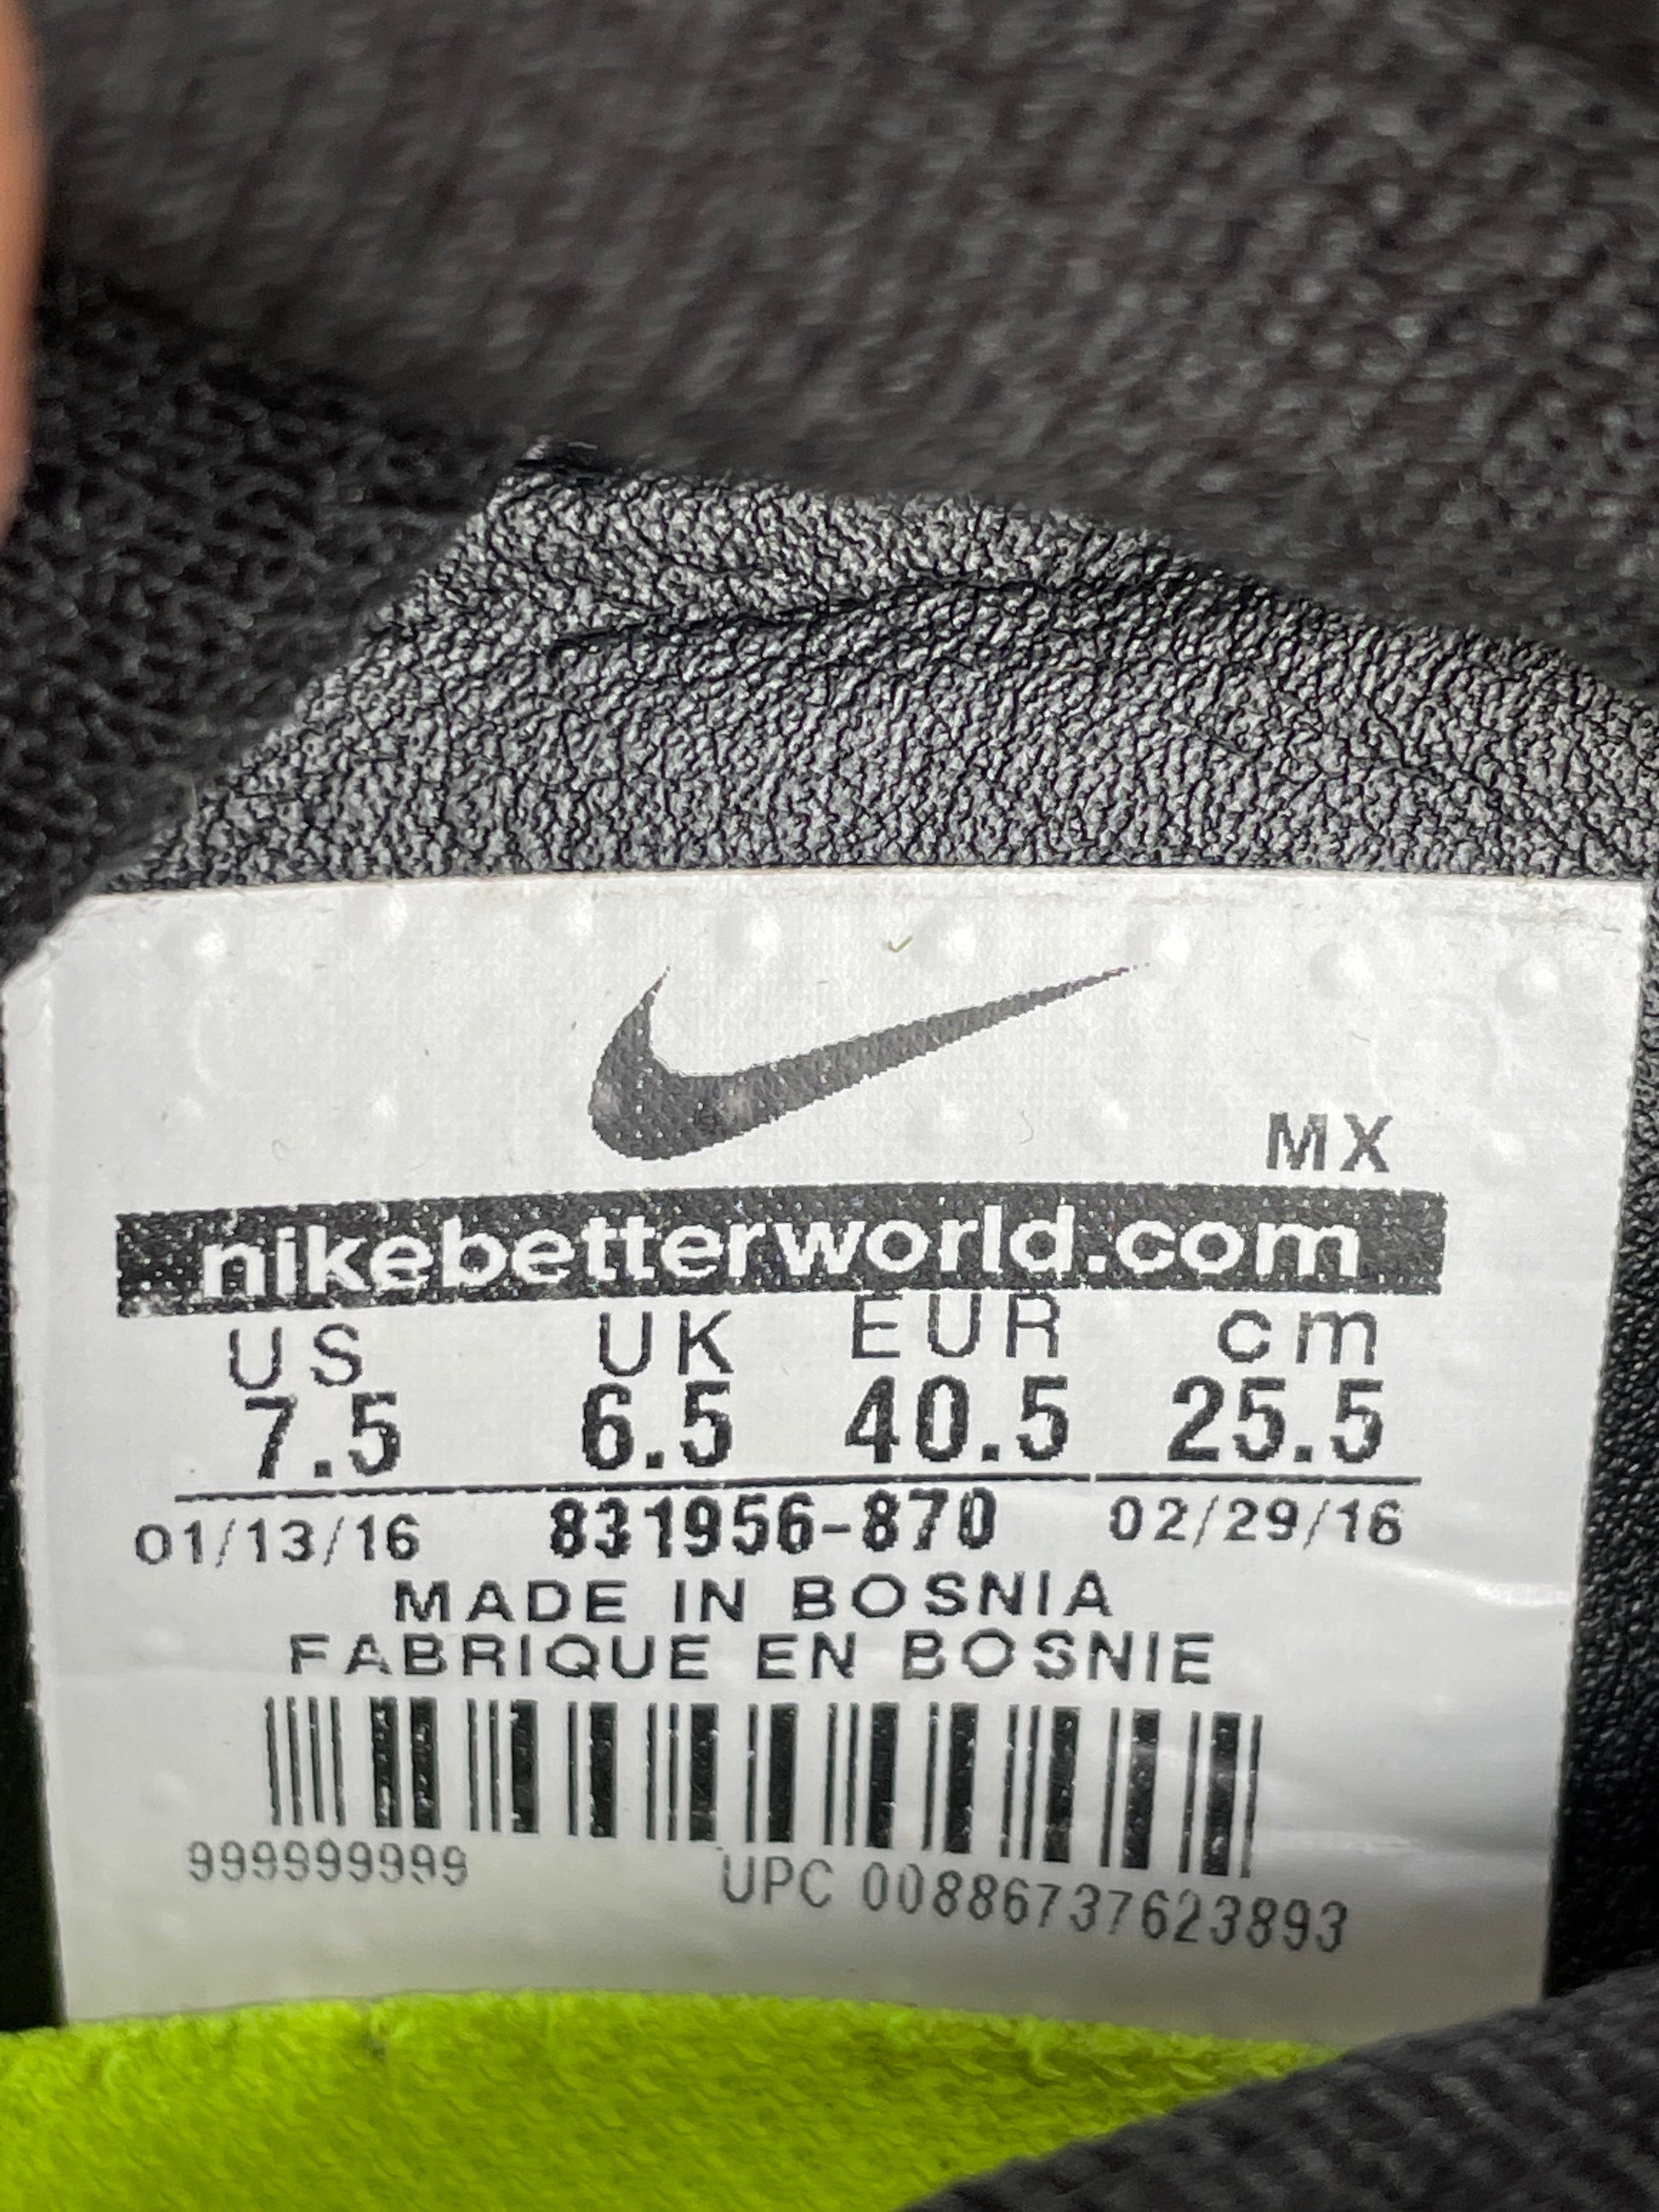 MX
nikebetterworld.com
US UK EUR cm
7.5 6.5 40.5 25.5
01/13/16 831956-870 02/29/16
MADE IN BOSNIA
FABRIQUE EN BOSNIE
999999999 UPC 00886737623893